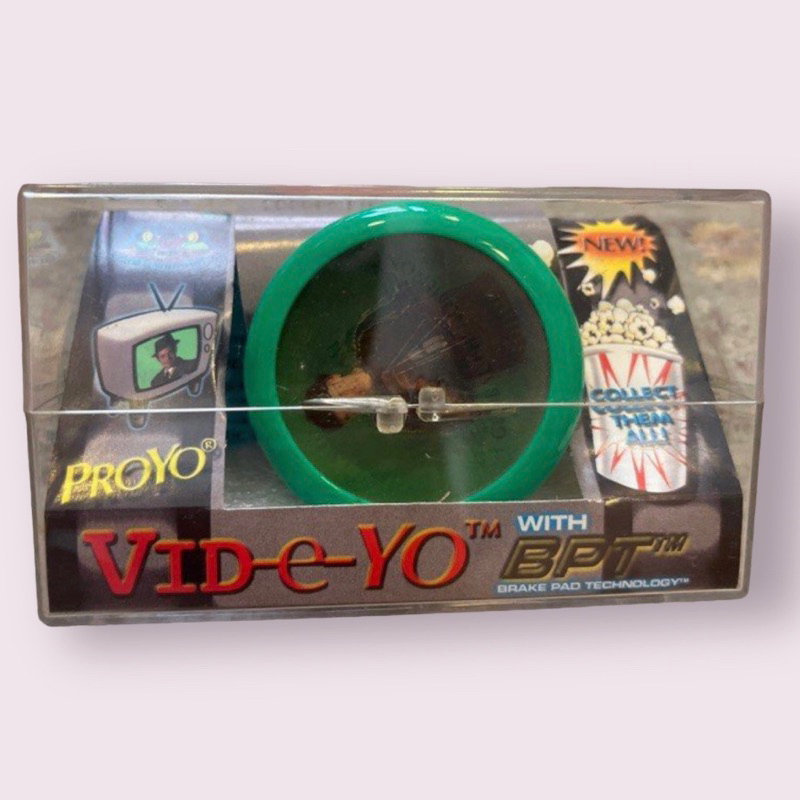 NEW!
COLLECT
THEM
ALL!
PROYO®
VID-e-YO™
WITH
BPT™
BRAKE PAD TECHNOLOGY™